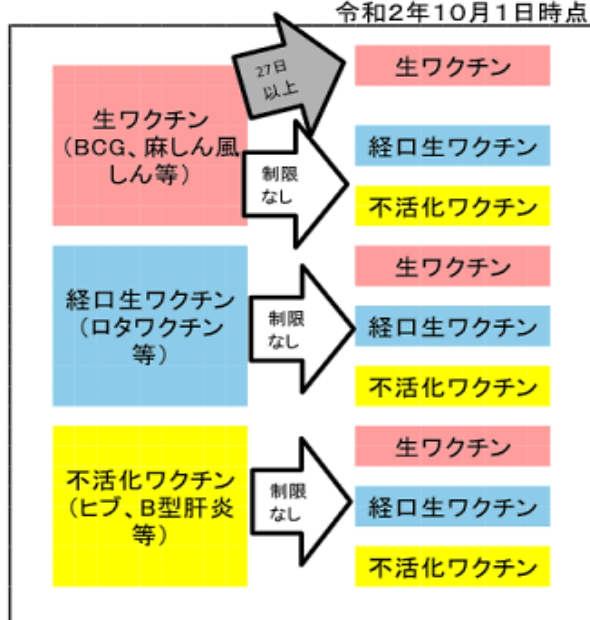 令和2年10月1日時点
生ワクチン
(BCG、麻しん風
しん等)
27日
以上
生ワクチン
制限
なし
経口生ワクチン
不活化ワクチン
経口生ワクチン
(ロタワクチン
等)
制限
なし
生ワクチン
経口生ワクチン
不活化ワクチン
不活化ワクチン
(ヒブ、B型肝炎
等)
制限
なし
生ワクチン
経口生ワクチン
不活化ワクチン